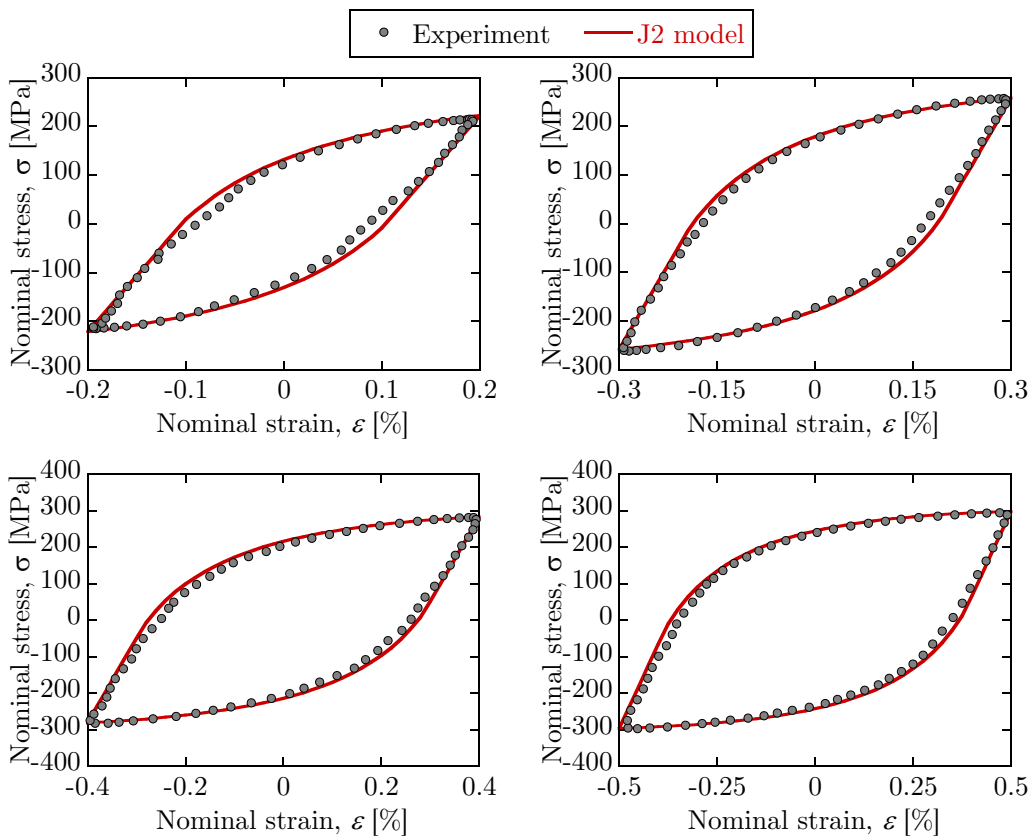 Experiment J2 model
300
200
100
0
-100
-200
-300
Nominal stress, σ [MPa]
-0.2 -0.1 0 0.1 0.2
Nominal strain, ε [%]
300
200
100
0
-100
-200
-300
Nominal stress, σ [MPa]
-0.3 -0.15 0 0.15 0.3
Nominal strain, ε [%]
400
300
200
100
0
-100
-200
-300
-400
Nominal stress, σ [MPa]
-0.4 -0.2 0 0.2 0.4
Nominal strain, ε [%]
400
300
200
100
0
-100
-200
-300
-400
Nominal stress, σ [MPa]
-0.5 -0.25 0 0.25 0.5
Nominal strain, ε [%]